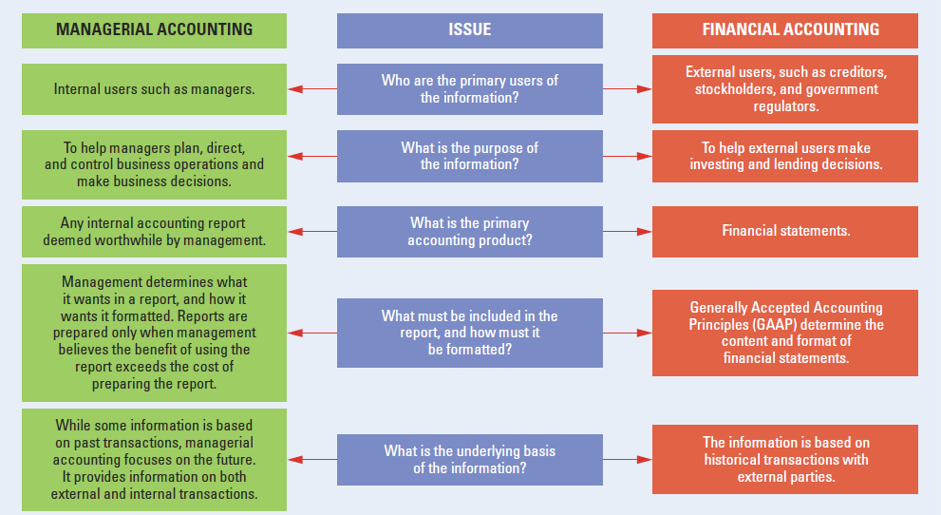 MANAGERIAL ACCOUNTING
ISSUE
FINANCIAL ACCOUNTING
Internal users such as managers.
Who are the primary users of
the information?
External users, such as creditors,
stockholders, and government
regulators.
To help managers plan, direct,
and control business operations and
make business decisions.
What is the purpose of
the information?
To help external users make
investing and lending decisions.
Any internal accounting report
deemed worthwhile by management.
What is the primary
accounting product?
Financial statements.
Management determines what
it wants in a report, and how it
wants it formatted. Reports are
prepared only when management
believes the benefit of using the
report exceeds the cost of
preparing the report.
What must be included in the
report, and how must it
be formatted?
Generally Accepted Accounting
Principles (GAAP) determine the
content and format of
financial statements.
While some information is based
on past transactions, managerial
accounting focuses on the future.
It provides information on both
external and internal transactions.
What is the underlying basis
of the information?
The information is based on
historical transactions with
external parties.